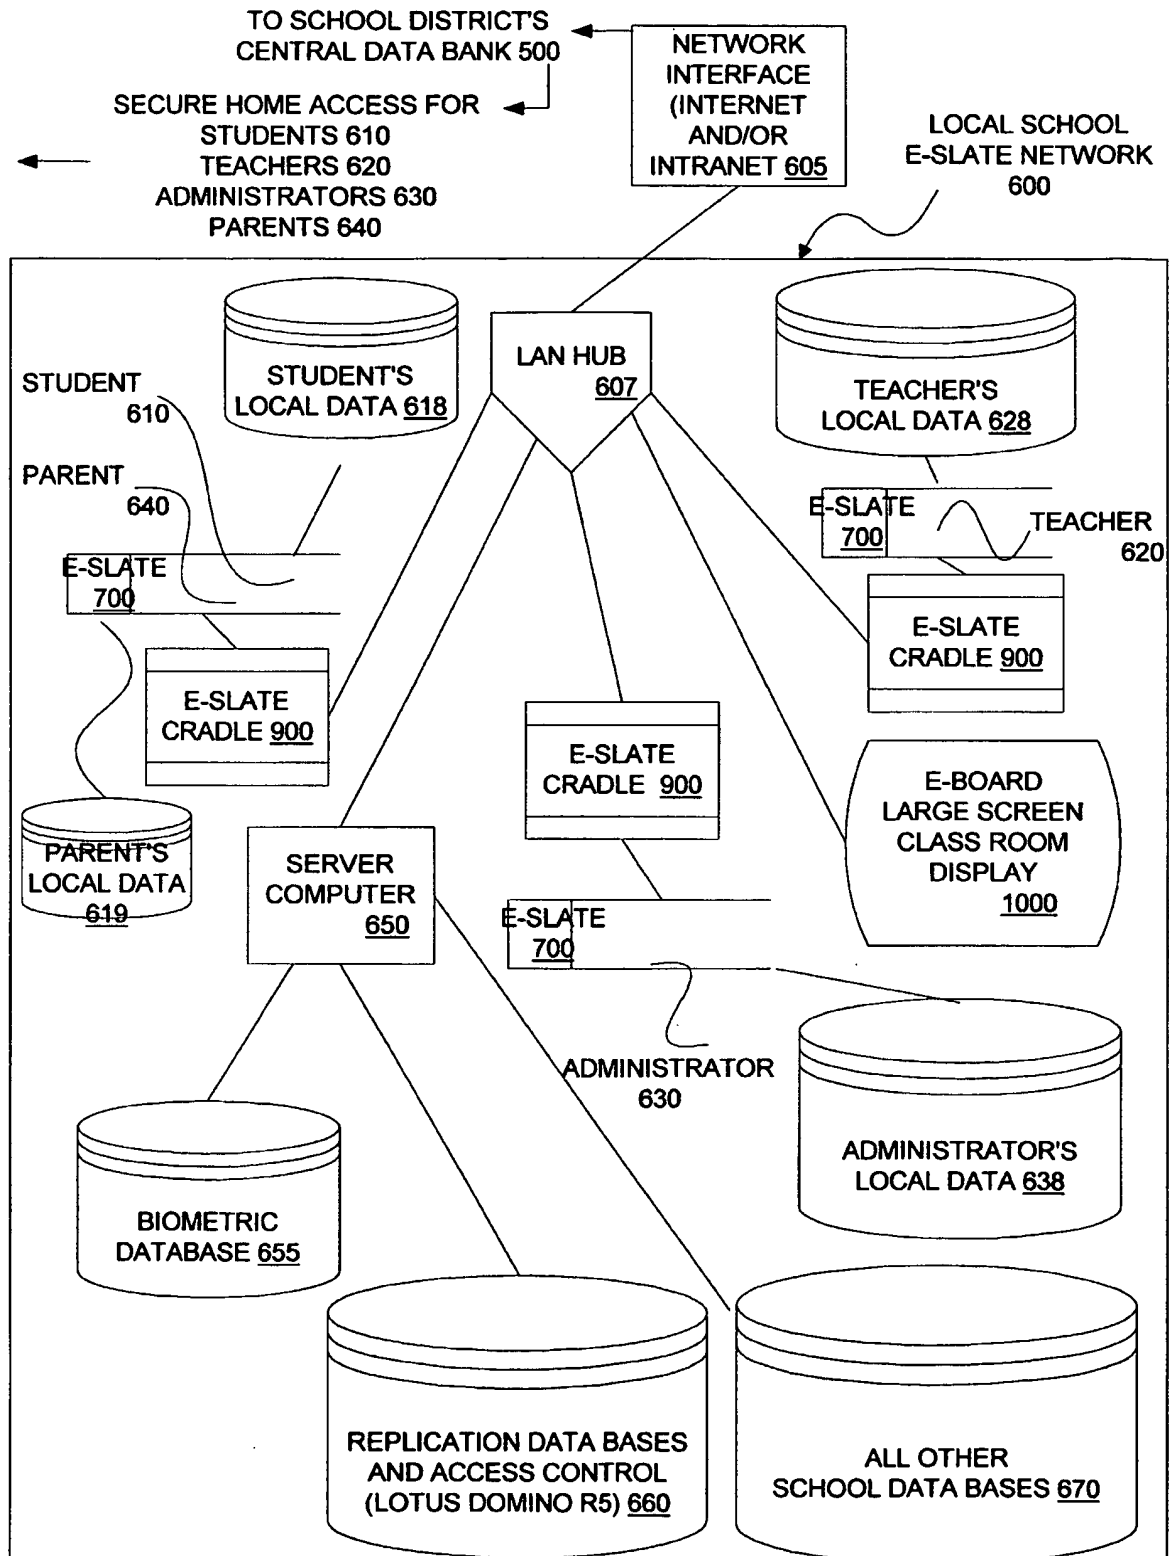 TO SCHOOL DISTRICT'S
CENTRAL DATA BANK 500
SECURE HOME ACCESS FOR
STUDENTS 610
TEACHERS 620
ADMINISTRATORS 630
PARENTS 640
NETWORK
INTERFACE
(INTERNET
AND/OR
INTRANET 605
LOCAL SCHOOL
E-SLATE NETWORK
600
STUDENT'S
LOCAL DATA 618
LAN HUB
607
TEACHER'S
LOCAL DATA 628
STUDENT
610
PARENT
640
E-SLATE
700
E-SLATE
CRADLE 900
PARENT'S
LOCAL DATA
619
E-SLATE
700
TEACHER
620
E-SLATE
CRADLE 900
E-SLATE
CRADLE 900
E-BOARD
LARGE SCREEN
CLASS ROOM
DISPLAY
1000
SERVER
COMPUTER
650
E-SLATE
700
ADMINISTRATOR
630
ADMINISTRATOR'S
LOCAL DATA 638
BIOMETRIC
DATABASE 655
REPLICATION DATA BASES
AND ACCESS CONTROL
(LOTUS DOMINO R5) 660
ALL OTHER
SCHOOL DATA BASES 670